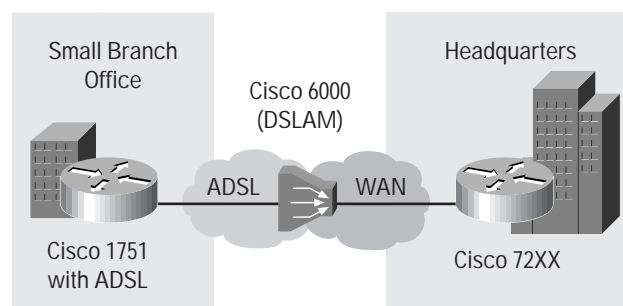 Small Branch
Office
Cisco 6000
(DSLAM)
Headquarters
ADSL
WAN
Cisco 1751
with ADSL
Cisco 72XX